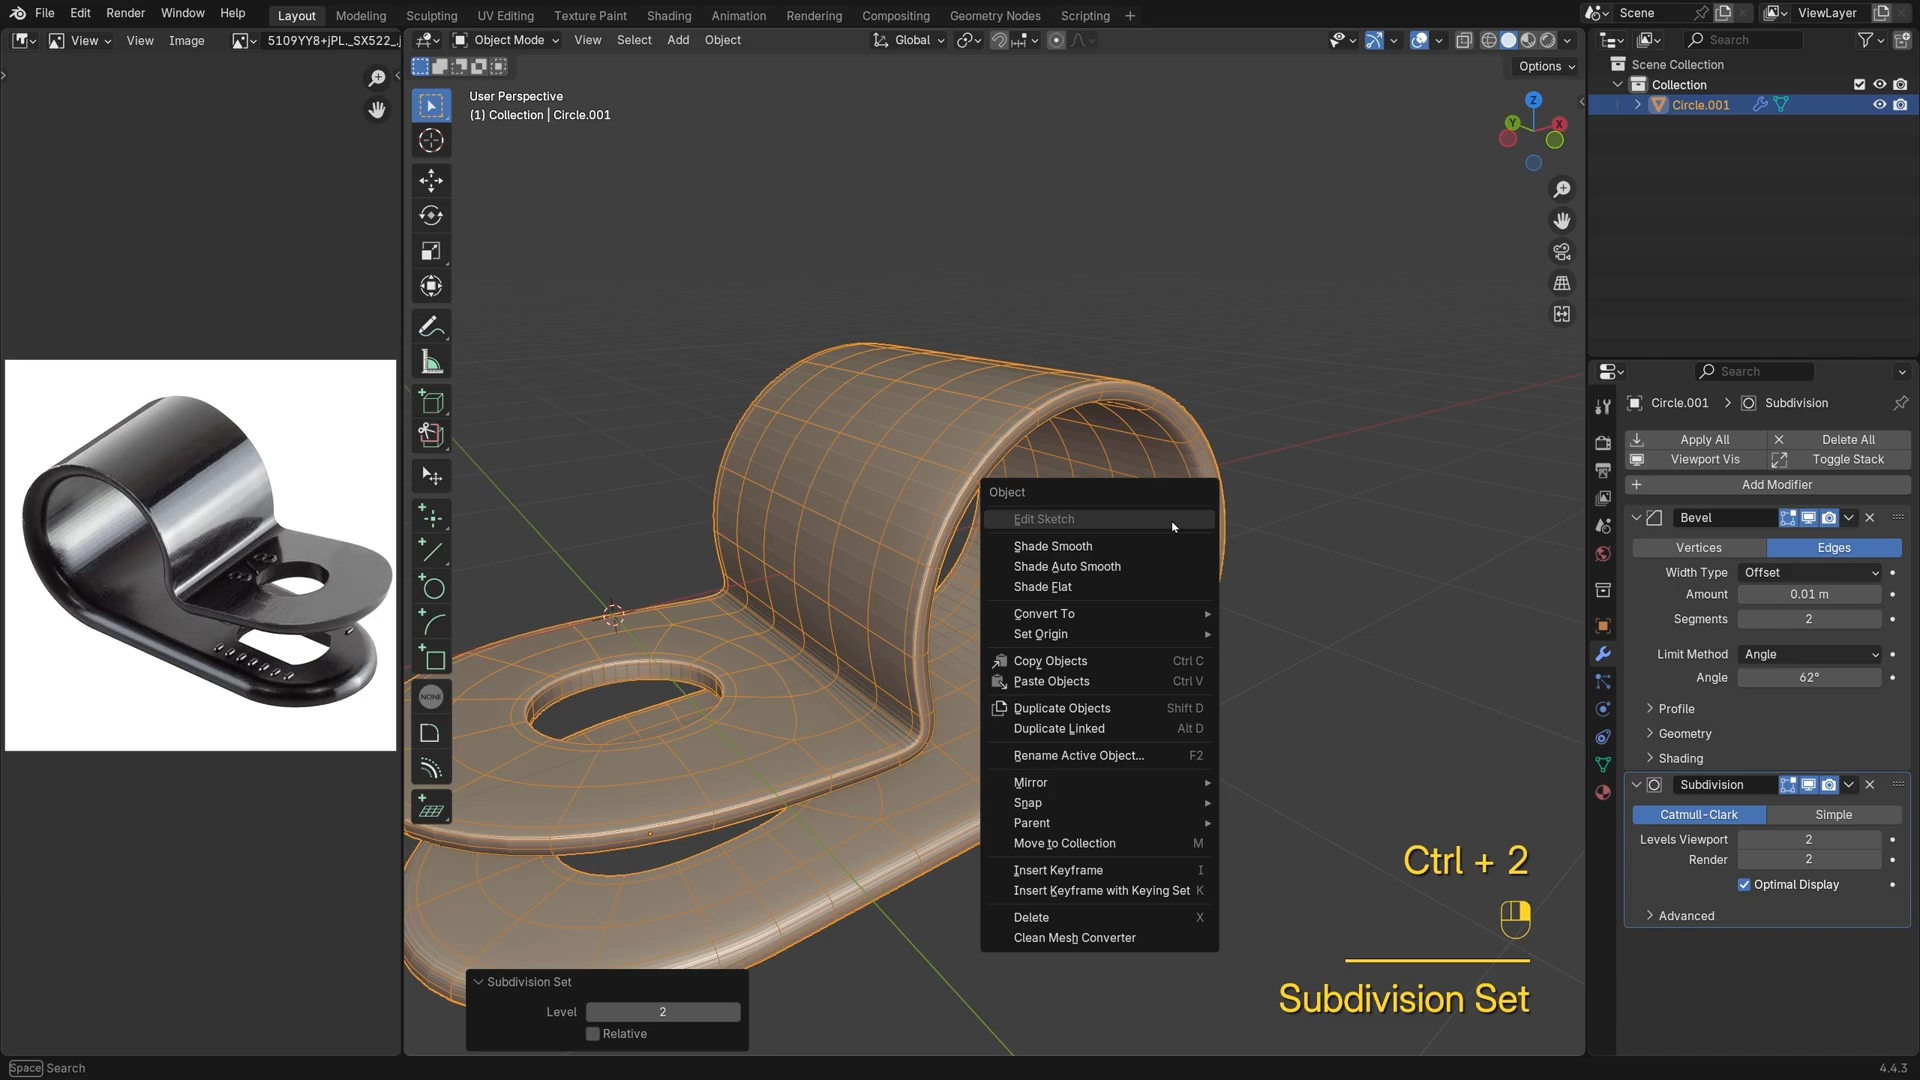 File Edit Render Window Help
Layout Modeling Sculpting UV Editing Texture Paint Shading Animation Rendering Compositing Geometry Nodes Scripting
Scene
ViewLayer
View View Image
5109YY8+jPL._SX522_.j
Object Mode View Select Add Object
Global
Search
Options
User Perspective
(1) Collection | Circle.001
Z
Y
X
Scene Collection
Collection
Circle.001
Search
Circle.001 > Subdivision
Apply All
Delete All
Viewport Vis
Toggle Stack
Add Modifier
Bevel
Vertices Edges
Width Type Offset
Amount 0.01 m
Segments 2
Limit Method Angle
Angle 62°
Profile
Geometry
Shading
Subdivision
Catmull-Clark Simple
Levels Viewport 2
Render 2
Optimal Display
Advanced
NONE
Object
Edit Sketch
Shade Smooth
Shade Auto Smooth
Shade Flat
Convert To
Set Origin
Copy Objects Ctrl C
Paste Objects Ctrl V
Duplicate Objects Shift D
Duplicate Linked Alt D
Rename Active Object... F2
Mirror
Snap
Parent
Move to Collection M
Insert Keyframe I
Insert Keyframe with Keying Set K
Delete X
Clean Mesh Converter
Ctrl + 2
Subdivision Set
Subdivision Set
Level 2
Relative
Space Search
4.4.3